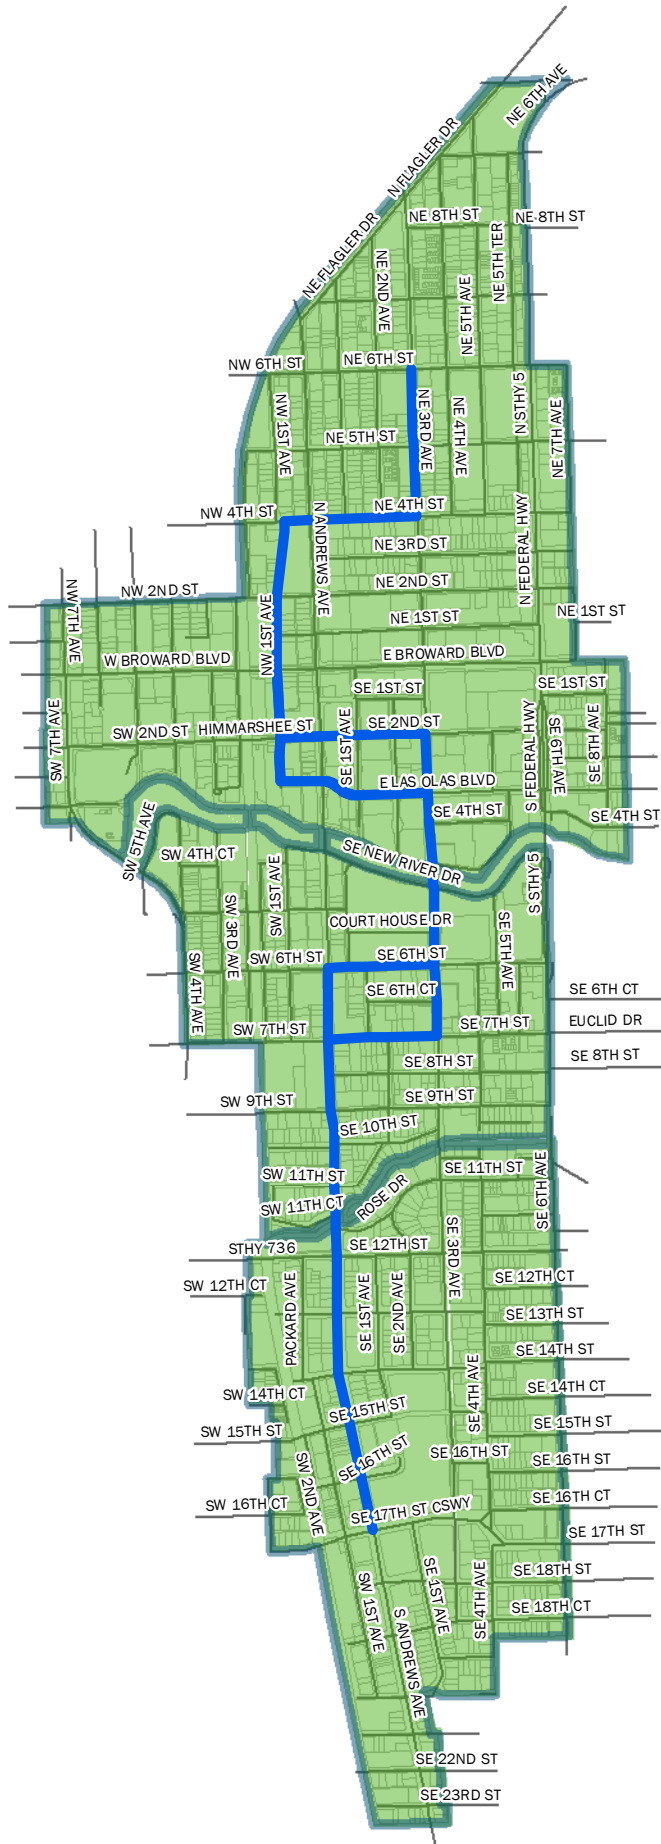 NE 6TH AVE
N FLAGLER DR
NE 8TH ST
NE 8TH ST
NE FLAGLER DR
NE 2ND AVE
NE 5TH TER
NE 5TH AVE
NW 6TH ST
NE 6TH ST
NW 1ST AVE
NE 3RD AVE
NE 4TH AVE
N STHY 5
NE 7TH AVE
NE 5TH ST
NW 4TH ST
NE 4TH ST
N ANDREWS AVE
N FEDERAL HWY
NE 3RD ST
NE 2ND ST
NW 7TH AVE
NW 2ND ST
NW 1ST AVE
NE 1ST ST
NE 1ST ST
W BROWARD BLVD
E BROWARD BLVD
SE 1ST ST
SE 1ST ST
SW 7TH AVE
SW 2ND ST
HIMMARSHEE ST
SE 1ST AVE
SE 2ND ST
S FEDERAL HWY
SE 6TH AVE
SE 8TH AVE
E LAS OLAS BLVD
SE 4TH ST
SE 4TH ST
SW 5TH AVE
SW 4TH CT
SE NEW RIVER DR
SW 1ST AVE
S STHY 5
SW 3RD AVE
COURT HOUSE DR
SE 5TH AVE
SW 4TH AVE
SW 6TH ST
SE 6TH ST
SE 6TH CT
SE 6TH CT
SW 7TH ST
SE 7TH ST
EUCLID DR
SE 8TH ST
SE 8TH ST
SW 9TH ST
SE 9TH ST
SE 10TH ST
SW 11TH ST
SE 11TH ST
SE 6TH AVE
SW 11TH CT
ROSE DR
SE 3RD AVE
STHY 736
SE 12TH ST
SW 12TH CT
PACKARD AVE
SE 1ST AVE
SE 2ND AVE
SE 12TH CT
SE 13TH ST
SE 14TH ST
SW 14TH CT
SE 4TH AVE
SE 14TH CT
SE 15TH ST
SW 15TH ST
SE 15TH ST
SE 16TH ST
SE 16TH ST
SE 16TH ST
SW 2ND AVE
SW 16TH CT
SE 16TH CT
SE 17TH ST CSWY
SE 17TH ST
SW 1ST AVE
SE 1ST AVE
SE 4TH AVE
SE 18TH ST
SE 18TH CT
S ANDREWS AVE
SE 22ND ST
SE 23RD ST